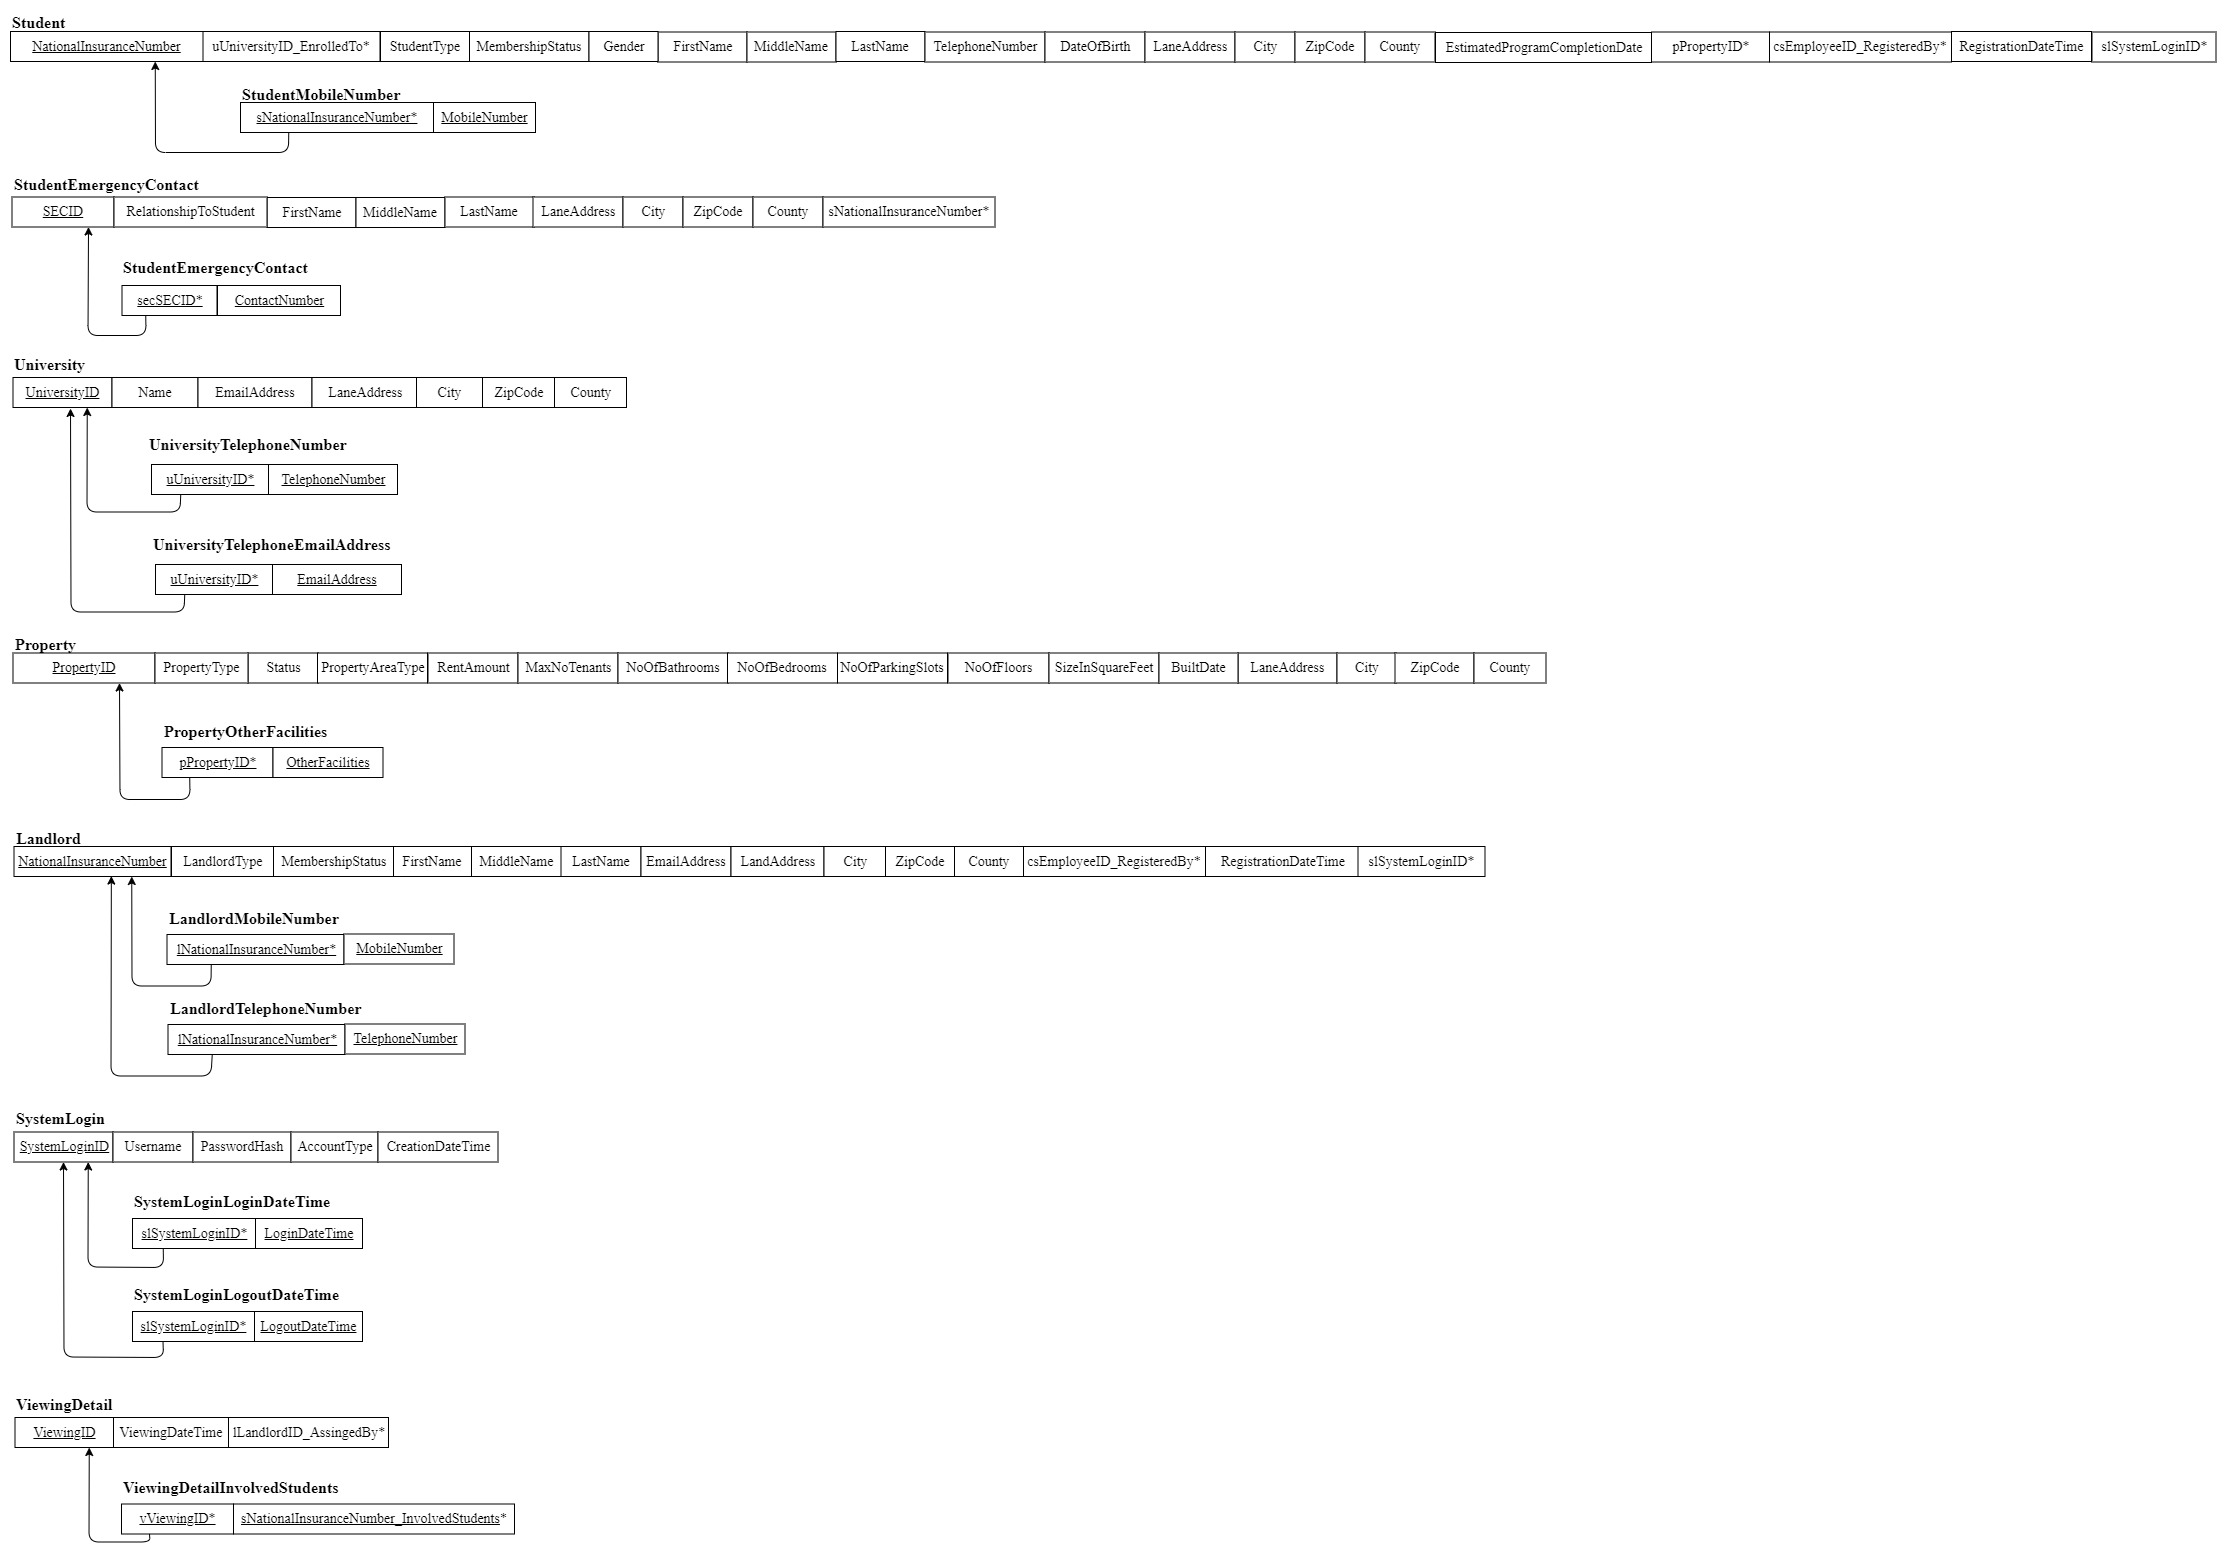 Student
NationalInsuranceNumber uUniversityID_EnrolledTo* StudentType MembershipStatus Gender FirstName MiddleName LastName TelephoneNumber DateOfBirth LaneAddress City ZipCode County EstimatedProgramCompletionDate pPropertyID* csEmployeeID_RegisteredBy* RegistrationDateTime slSystemLoginID*
StudentMobileNumber
sNationalInsuranceNumber* MobileNumber
StudentEmergencyContact
SECID RelationshipToStudent FirstName MiddleName LastName LaneAddress City ZipCode County sNationalInsuranceNumber*
StudentEmergencyContact
secSECID* ContactNumber
University
UniversityID Name EmailAddress LaneAddress City ZipCode County
UniversityTelephoneNumber
uUniversityID* TelephoneNumber
UniversityTelephoneEmailAddress
uUniversityID* EmailAddress
Property
PropertyID PropertyType Status PropertyAreaType RentAmount MaxNoTenants NoOfBathrooms NoOfBedrooms NoOfParkingSlots NoOfFloors SizeInSquareFeet BuiltDate LaneAddress City ZipCode County
PropertyOtherFacilities
pPropertyID* OtherFacilities
Landlord
NationalInsuranceNumber LandlordType MembershipStatus FirstName MiddleName LastName EmailAddress LandAddress City ZipCode County csEmployeeID_RegisteredBy* RegistrationDateTime slSystemLoginID*
LandlordMobileNumber
lNationalInsuranceNumber* MobileNumber
LandlordTelephoneNumber
lNationalInsuranceNumber* TelephoneNumber
SystemLogin
SystemLoginID Username PasswordHash AccountType CreationDateTime
SystemLoginLoginDateTime
slSystemLoginID* LoginDateTime
SystemLoginLogoutDateTime
slSystemLoginID* LogoutDateTime
ViewingDetail
ViewingID ViewingDateTime lLandlordID_AssingedBy*
ViewingDetailInvolvedStudents
vViewingID* sNationalInsuranceNumber_InvolvedStudents*